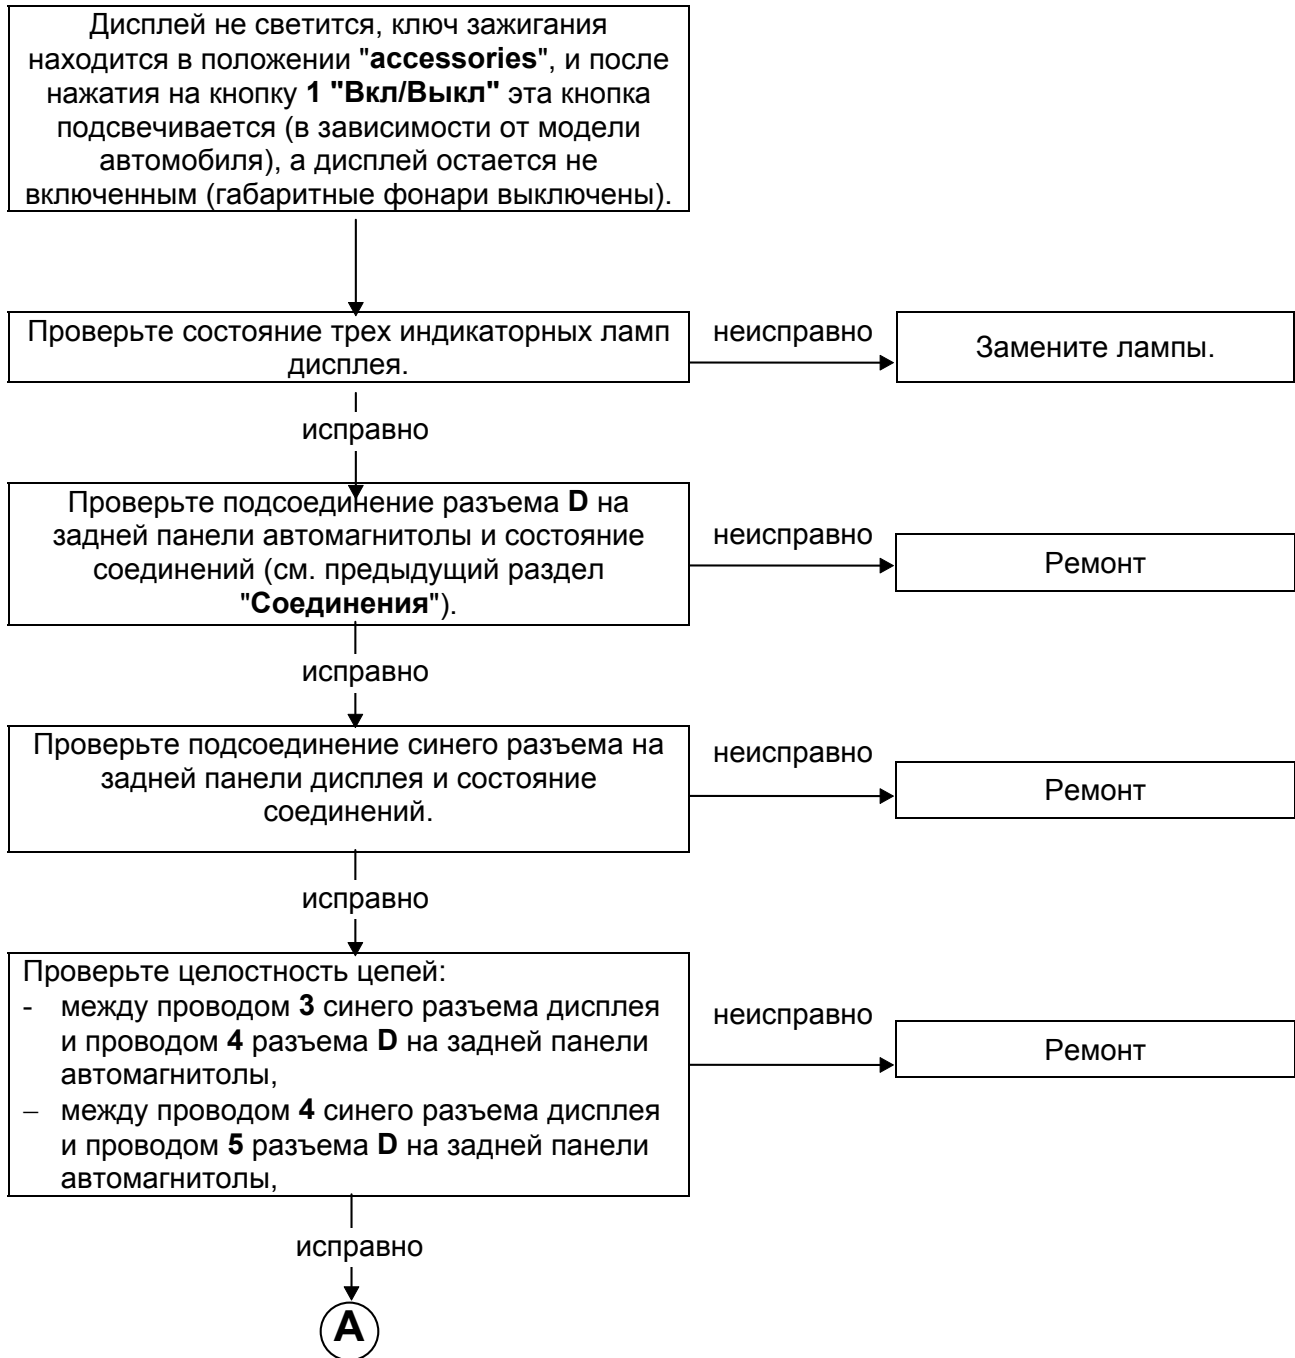 Дисплей не светится, ключ зажигания
находится в положении "accessories", и после
нажатия на кнопку 1 "Вкл/Выкл" эта кнопка
подсвечивается (в зависимости от модели
автомобиля), а дисплей остается не
включенным (габаритные фонари выключены).
Проверьте состояние трех индикаторных ламп
дисплея.
неисправно
Замените лампы.
исправно
Проверьте подсоединение разъема D на
задней панели автомагнитолы и состояние
соединений (см. предыдущий раздел
"Соединения").
неисправно
Ремонт
исправно
Проверьте подсоединение синего разъема на
задней панели дисплея и состояние
соединений.
неисправно
Ремонт
исправно
Проверьте целостность цепей:
- между проводом 3 синего разъема дисплея
и проводом 4 разъема D на задней панели
автомагнитолы,
– между проводом 4 синего разъема дисплея
и проводом 5 разъема D на задней панели
автомагнитолы,
неисправно
Ремонт
исправно
A